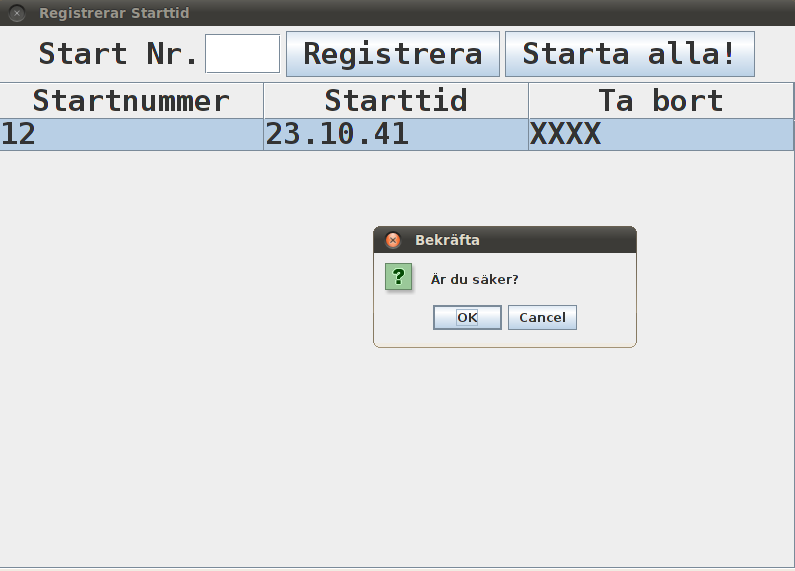 Registrerar Starttid
Start Nr. Registrera Starta alla!
Startnummer Starttid Ta bort
12 23.10.41 XXXX
Bekräfta
? Är du säker?
OK Cancel